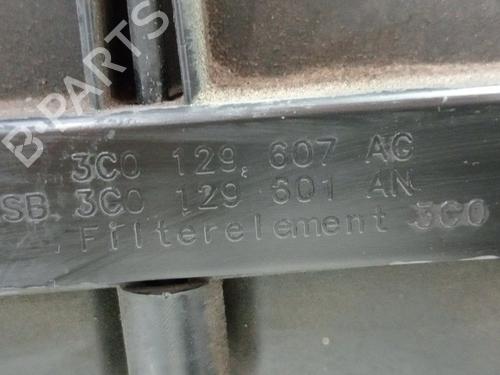 B-PARTS
3C0 129 607 AG
SB 3C0 129 601 AN
Filterelement 3C0